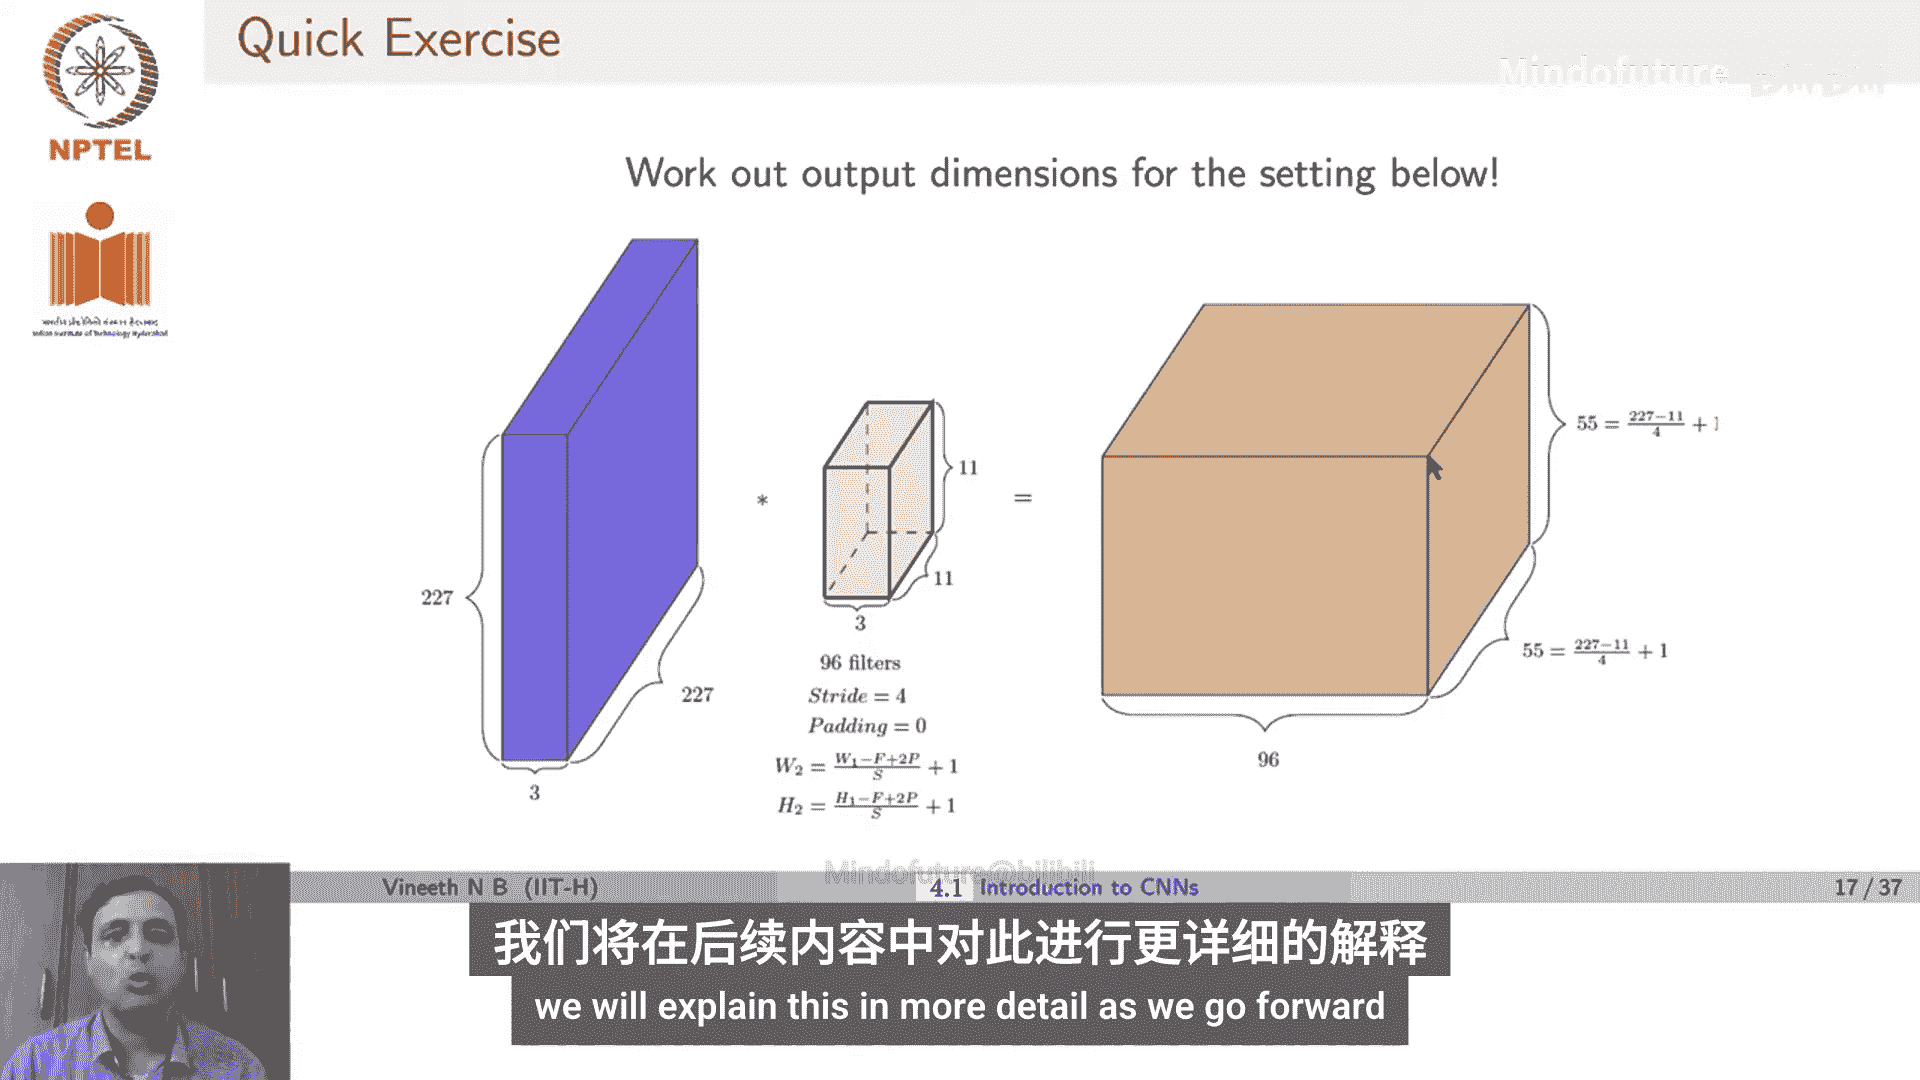 Quick Exercise
Mindofuture
NPTEL
Work out output dimensions for the setting below!
227
227
3
*
11
11
3
96 filters
Stride = 4
Padding = 0
W₂ = (W₁−F+2P)/S + 1
H₂ = (H₁−F+2P)/S + 1
=
55 = (227−11)/4 + 1
55 = (227−11)/4 + 1
96
Mindofuture@bilibili
Vineeth N B (IIT-H)
4.1 Introduction to CNNs
17 / 37
我们将在后续内容中对此进行更详细的解释
we will explain this in more detail as we go forward